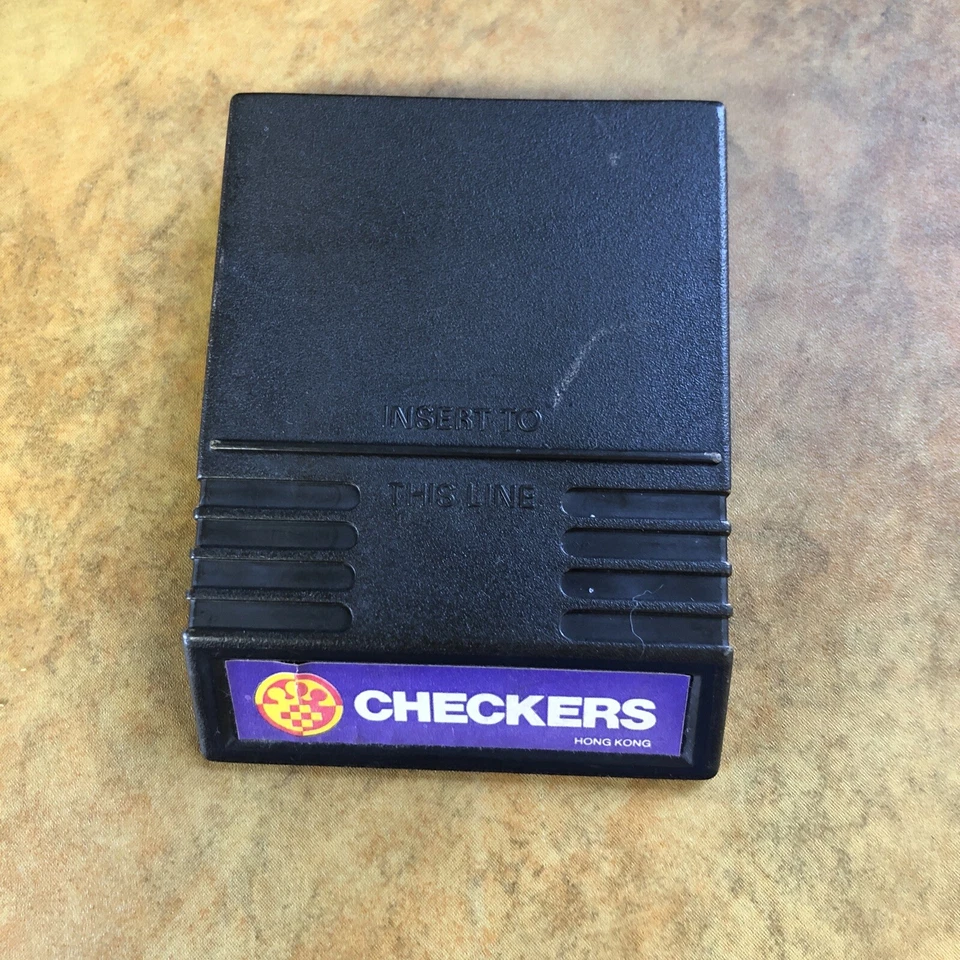 INSERT TO
THIS LINE
CHECKERS
HONG KONG